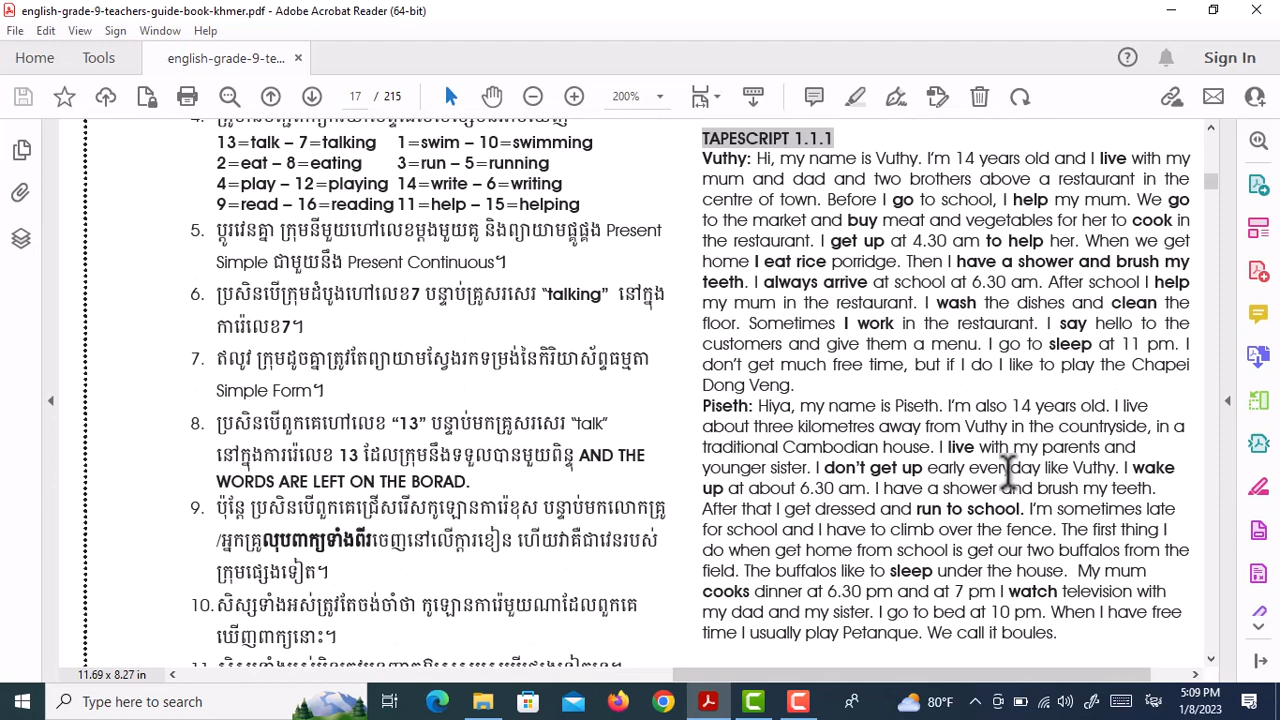 english-grade-9-teachers-guide-book-khmer.pdf - Adobe Acrobat Reader (64-bit)
File Edit View Sign Window Help
Home Tools english-grade-9-te... × Sign In
17 / 215 200%
13=talk – 7=talking 1=swim – 10=swimming
2=eat – 8=eating 3=run – 5=running
4=play – 12=playing 14=write – 6=writing
9=read – 16=reading 11=help – 15=helping
5. ប្តូរវេនគ្នា ក្រុមនីមួយហៅលេខម្តងមួយគូ និងព្យាយាមផ្គូផ្គង Present
Simple ជាមួយនឹង Present Continuous។
6. ប្រសិនបើក្រុមដំបូងហៅលេខ7 បន្ទាប់គ្រូសរសេរ "talking" នៅក្នុង
ការ៉េលេខ7។
7. ឥលូវ ក្រុមដូចគ្នាត្រូវតែព្យាយាមស្វែងរកទម្រង់នៃកិរិយាស័ព្ទធម្មតា
Simple Form។
8. ប្រសិនបើពួកគេហៅលេខ "13" បន្ទាប់មកគ្រូសរសេរ "talk"
នៅក្នុងការ៉េលេខ 13 ដែលក្រុមនឹងទទួលបានមួយពិន្ទុ AND THE
WORDS ARE LEFT ON THE BORAD.
9. ប៉ុន្តែ ប្រសិនបើពួកគេជ្រើសរើសកូឡោនការ៉េខុស បន្ទាប់មកលោកគ្រូ
/អ្នកគ្រូលុបពាក្យទាំងពីរចេញនៅលើក្តារខៀន ហើយវាគឺជាវេនរបស់
ក្រុមផ្សេងទៀត។
10. សិស្សទាំងអស់ត្រូវតែចង់ចាំថា កូឡោនការ៉េមួយណាដែលពួកគេ
ឃើញពាក្យនោះ។
TAPESCRIPT 1.1.1
Vuthy: Hi, my name is Vuthy. I'm 14 years old and I live with my
mum and dad and two brothers above a restaurant in the
centre of town. Before I go to school, I help my mum. We go
to the market and buy meat and vegetables for her to cook in
the restaurant. I get up at 4.30 am to help her. When we get
home I eat rice porridge. Then I have a shower and brush my
teeth. I always arrive at school at 6.30 am. After school I help
my mum in the restaurant. I wash the dishes and clean the
floor. Sometimes I work in the restaurant. I say hello to the
customers and give them a menu. I go to sleep at 11 pm. I
don't get much free time, but if I do I like to play the Chapei
Dong Veng.
Piseth: Hiya, my name is Piseth. I'm also 14 years old. I live
about three kilometres away from Vuthy in the countryside, in a
traditional Cambodian house. I live with my parents and
younger sister. I don't get up early everyday like Vuthy. I wake
up at about 6.30 am. I have a shower and brush my teeth.
After that I get dressed and run to school. I'm sometimes late
for school and I have to climb over the fence. The first thing I
do when get home from school is get our two buffalos from the
field. The buffalos like to sleep under the house. My mum
cooks dinner at 6.30 pm and at 7 pm I watch television with
my dad and my sister. I go to bed at 10 pm. When I have free
time I usually play Petanque. We call it boules.
11.69 x 8.27 in
Type here to search
80°F
5:09 PM
1/8/2023